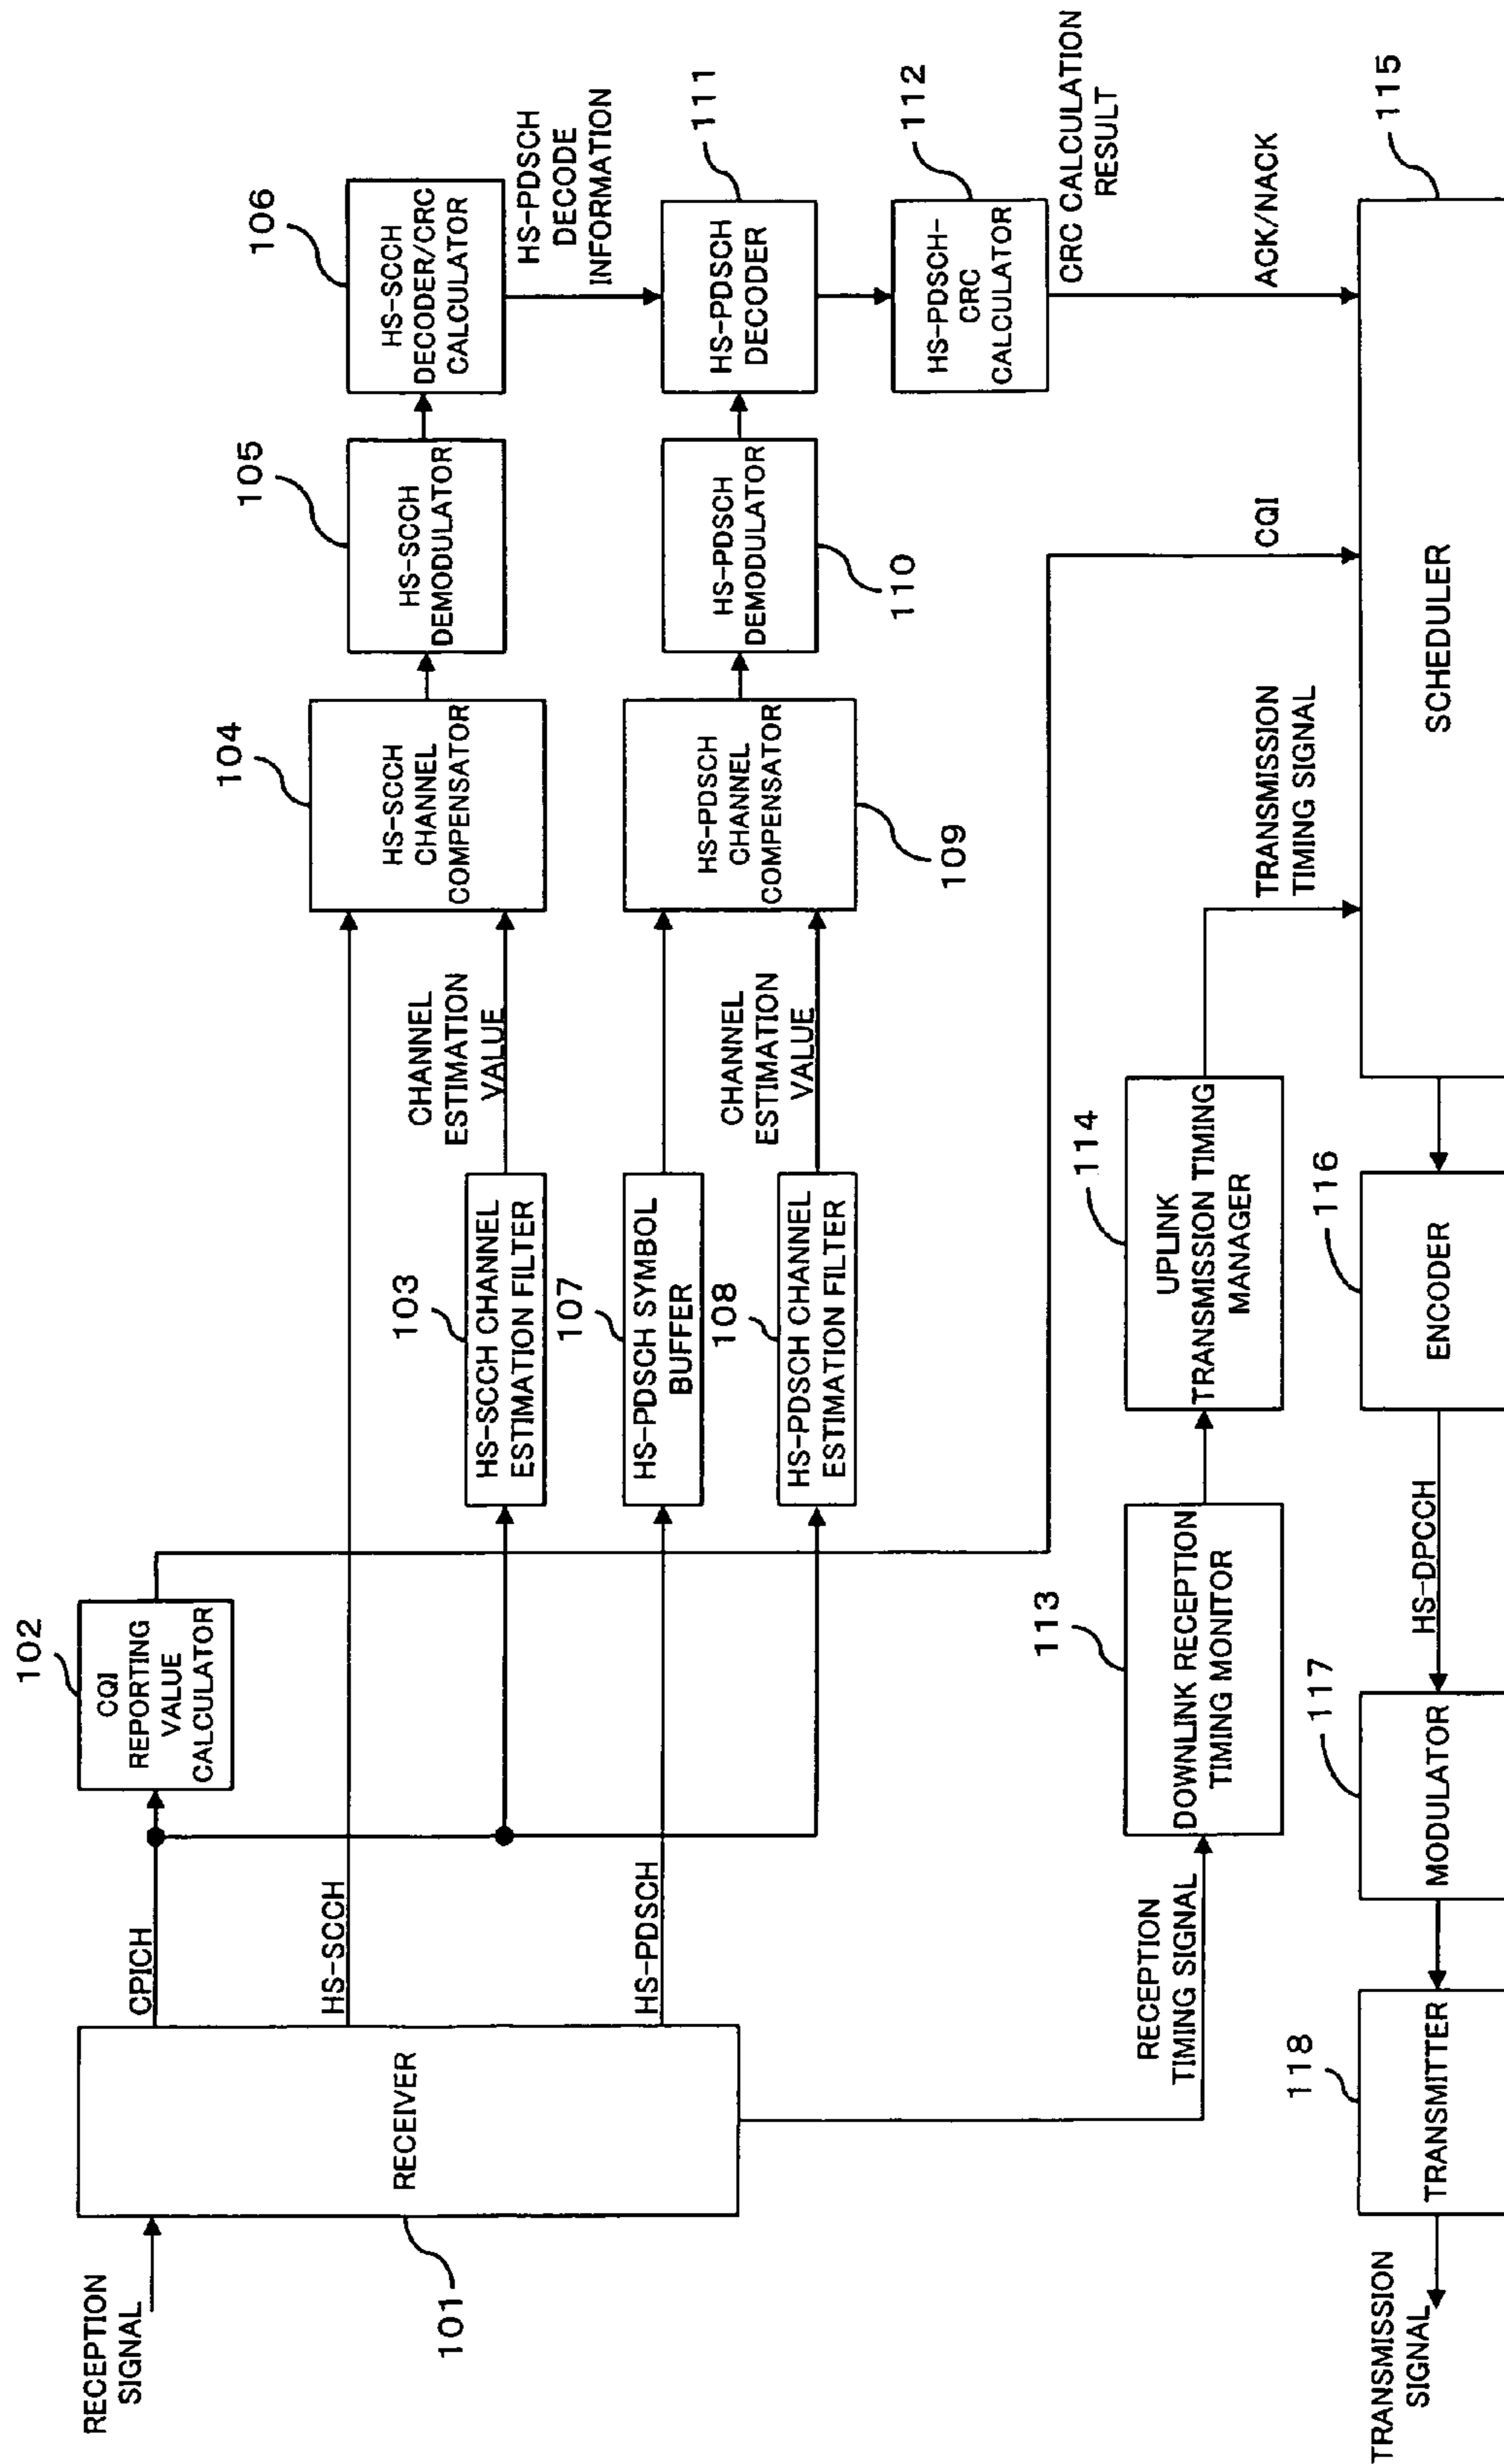 RECEPTION
SIGNAL
101
RECEIVER
CPICH
HS-SCCH
HS-PDSCH
102
CQI
REPORTING
VALUE
CALCULATOR
103
HS-SCCH CHANNEL
ESTIMATION FILTER
CHANNEL
ESTIMATION
VALUE
104
HS-SCCH
CHANNEL
COMPENSATOR
105
HS-SCCH
DEMODULATOR
106
HS-SCCH
DECODER/CRC
CALCULATOR
HS-PDSCH
DECODE
INFORMATION
107
HS-PDSCH SYMBOL
BUFFER
108
HS-PDSCH CHANNEL
ESTIMATION FILTER
CHANNEL
ESTIMATION
VALUE
HS-PDSCH
CHANNEL
COMPENSATOR
109
HS-PDSCH
DEMODULATOR
110
HS-PDSCH
DECODER
111
HS-PDSCH-
CRC
CALCULATOR
112
CRC CALCULATION
RESULT
RECEPTION
TIMING SIGNAL
113
DOWNLINK RECEPTION
TIMING MONITOR
114
UPLINK
TRANSMISSION TIMING
MANAGER
TRANSMISSION
TIMING SIGNAL
CQI
ACK/NACK
115
SCHEDULER
116
ENCODER
HS-DPCCH
117
MODULATOR
118
TRANSMITTER
TRANSMISSION
SIGNAL